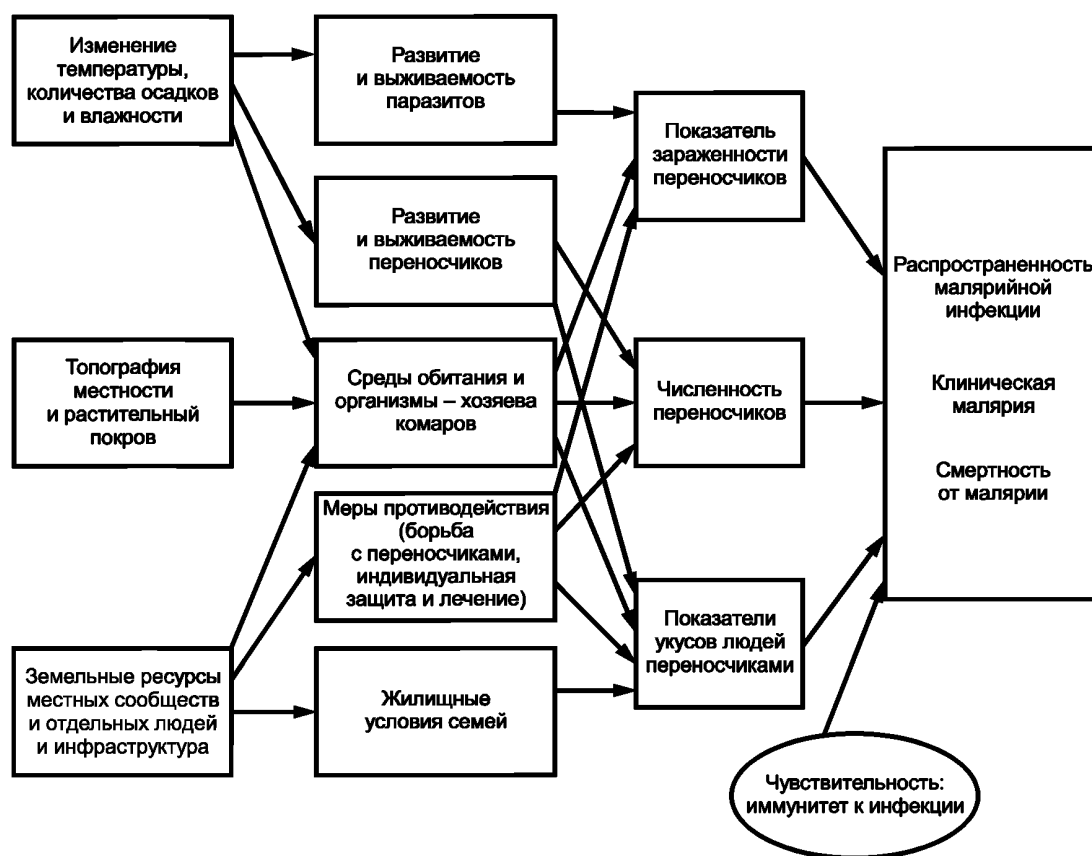 Изменение
температуры,
количества осадков
и влажности
Развитие
и выживаемость
паразитов
Показатель
зараженности
переносчиков
Развитие
и выживаемость
переносчиков
Распространенность
малярийной
инфекции
Клиническая
малярия
Смертность
от малярии
Топография
местности
и растительный
покров
Среды обитания и
организмы – хозяева
комаров
Численность
переносчиков
Меры противодействия
(борьба
с переносчиками,
индивидуальная
защита и лечение)
Показатели
укусов людей
переносчиками
Земельные ресурсы
местных сообществ
и отдельных людей
и инфраструктура
Жилищные
условия семей
Чувствительность:
иммунитет к инфекции